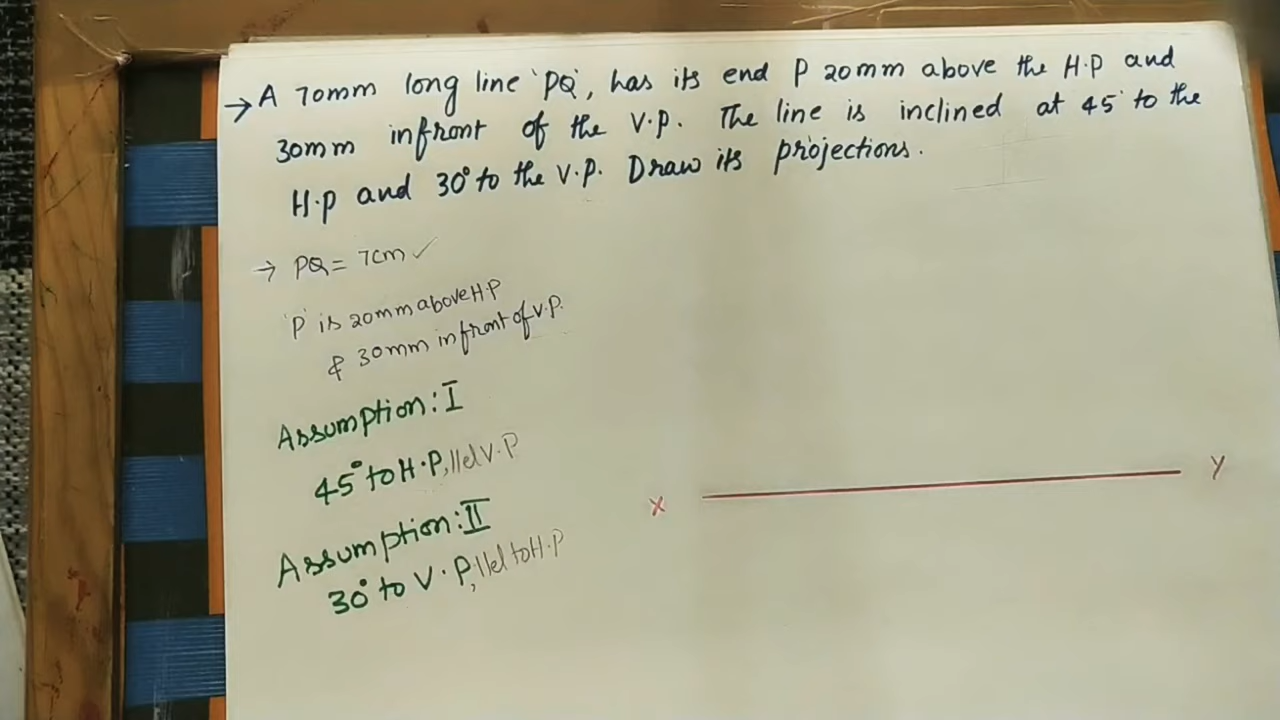 → A 70mm long line 'PQ', has its end P 20mm above the H.P and
30mm infront of the V.P. The line is inclined at 45° to the
H.P and 30° to the V.P. Draw its projections.
→ PQ = 7cm ✓
'P' is 20mm above H.P
& 30mm infront of V.P.
Assumption: I
45° to H.P, llel V.P
Assumption: II
30° to V.P, llel to H.P
X Y